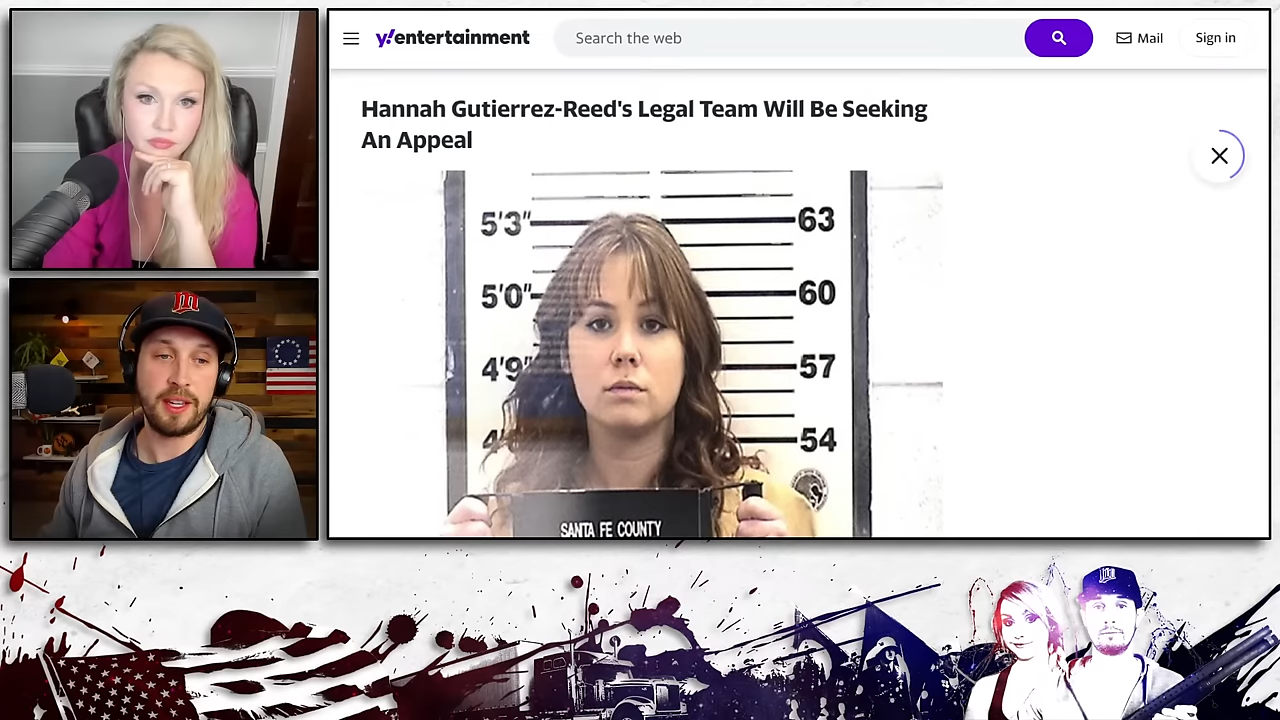 y!entertainment
Search the web
Mail
Sign in
Hannah Gutierrez-Reed's Legal Team Will Be Seeking
An Appeal
5'3" 63
5'0" 60
4'9" 57
54
SANTA FE COUNTY